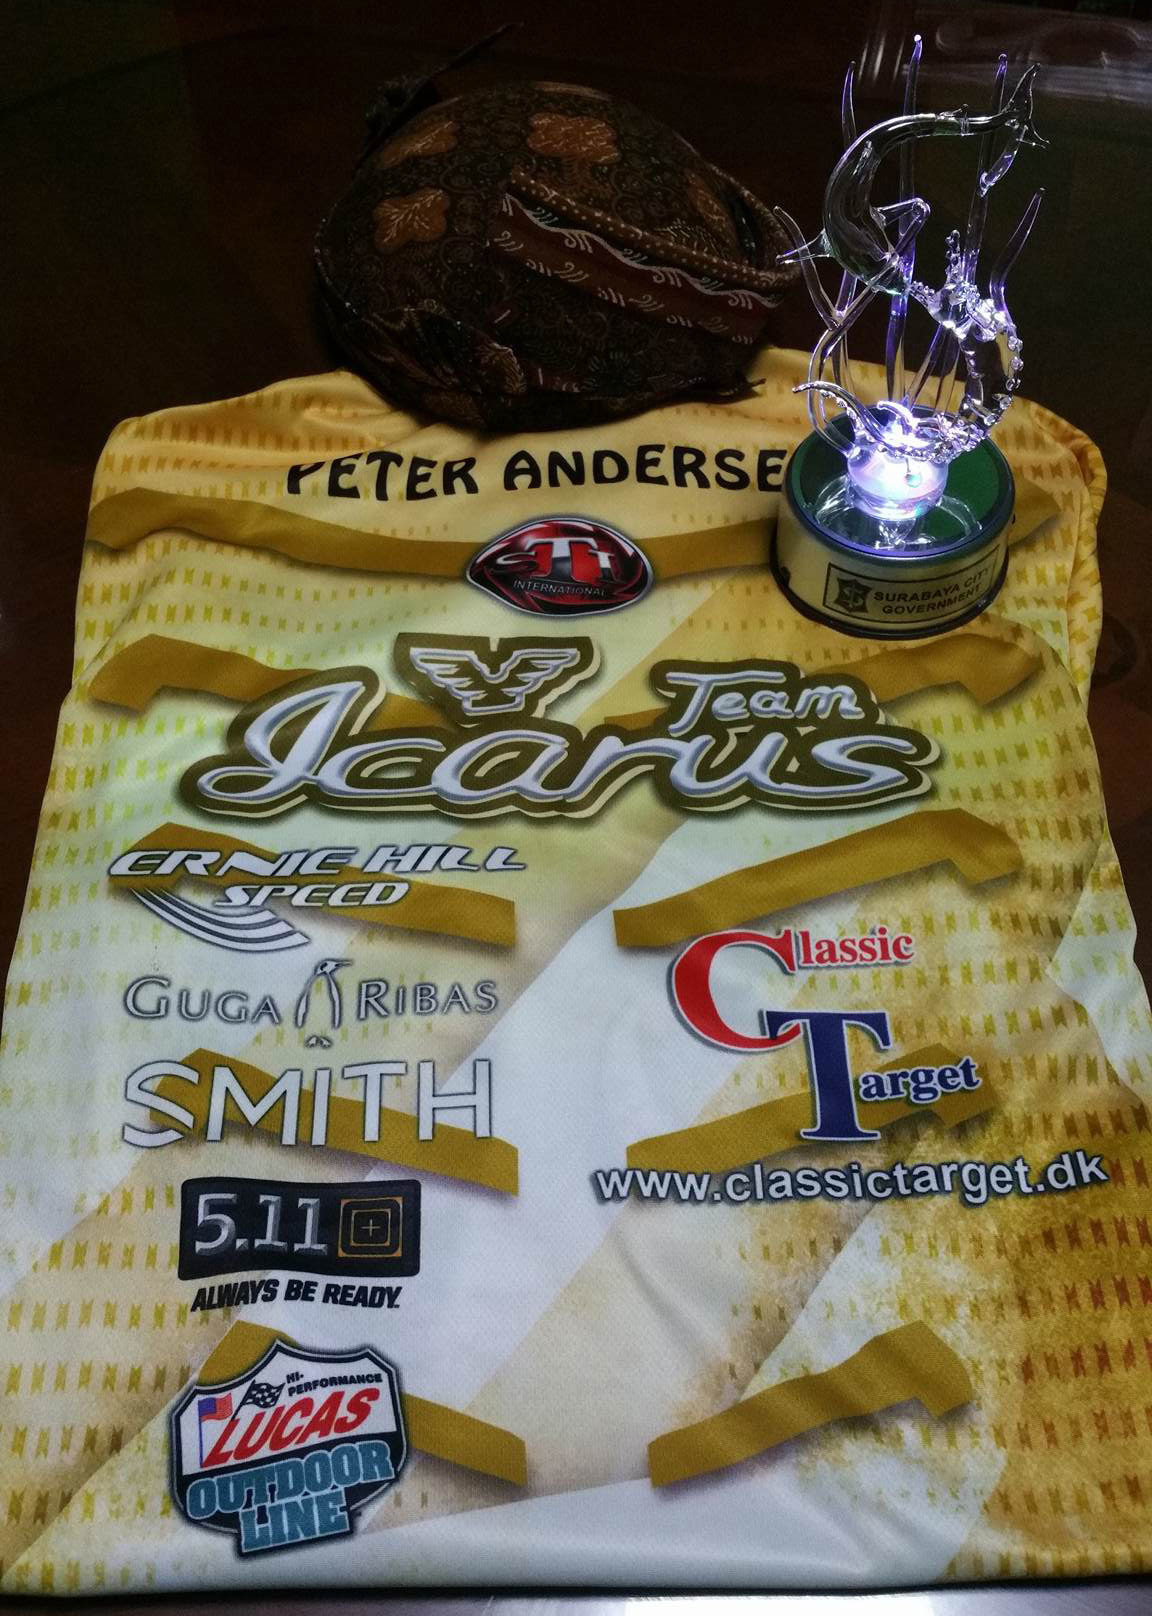 PETER ANDERSE
STI
INTERNATIONAL
SURABAYA CITY
GOVERNMENT
Team
Icarus
ERNIE HILL
SPEED
GUGA RIBAS
SMITH
5.11
ALWAYS BE READY.
Classic
Target
www.classictarget.dk
HI-
PERFORMANCE
LUCAS
OUTDOOR
LINE